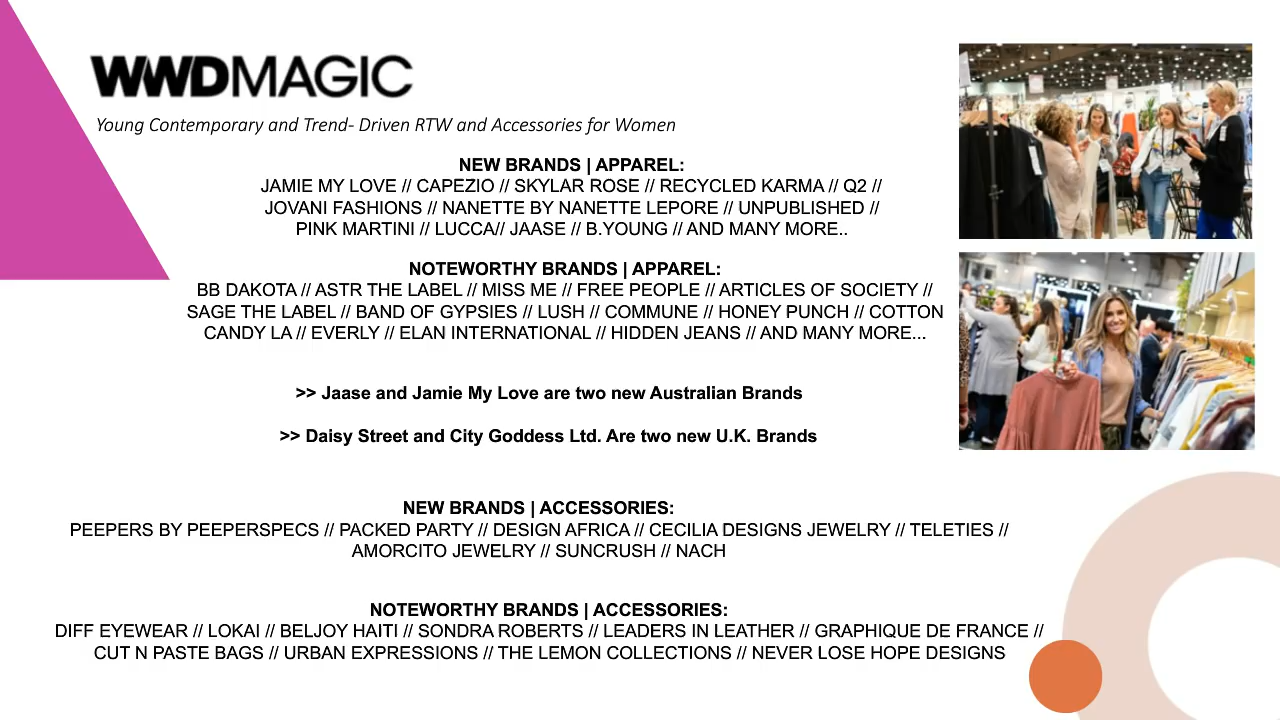 WWDMAGIC
Young Contemporary and Trend- Driven RTW and Accessories for Women
NEW BRANDS | APPAREL:
JAMIE MY LOVE // CAPEZIO // SKYLAR ROSE // RECYCLED KARMA // Q2 //
JOVANI FASHIONS // NANETTE BY NANETTE LEPORE // UNPUBLISHED //
PINK MARTINI // LUCCA// JAASE // B.YOUNG // AND MANY MORE..
NOTEWORTHY BRANDS | APPAREL:
BB DAKOTA // ASTR THE LABEL // MISS ME // FREE PEOPLE // ARTICLES OF SOCIETY //
SAGE THE LABEL // BAND OF GYPSIES // LUSH // COMMUNE // HONEY PUNCH // COTTON
CANDY LA // EVERLY // ELAN INTERNATIONAL // HIDDEN JEANS // AND MANY MORE...
>> Jaase and Jamie My Love are two new Australian Brands
>> Daisy Street and City Goddess Ltd. Are two new U.K. Brands
NEW BRANDS | ACCESSORIES:
PEEPERS BY PEEPERSPECS // PACKED PARTY // DESIGN AFRICA // CECILIA DESIGNS JEWELRY // TELETIES //
AMORCITO JEWELRY // SUNCRUSH // NACH
NOTEWORTHY BRANDS | ACCESSORIES:
DIFF EYEWEAR // LOKAI // BELJOY HAITI // SONDRA ROBERTS // LEADERS IN LEATHER // GRAPHIQUE DE FRANCE //
CUT N PASTE BAGS // URBAN EXPRESSIONS // THE LEMON COLLECTIONS // NEVER LOSE HOPE DESIGNS